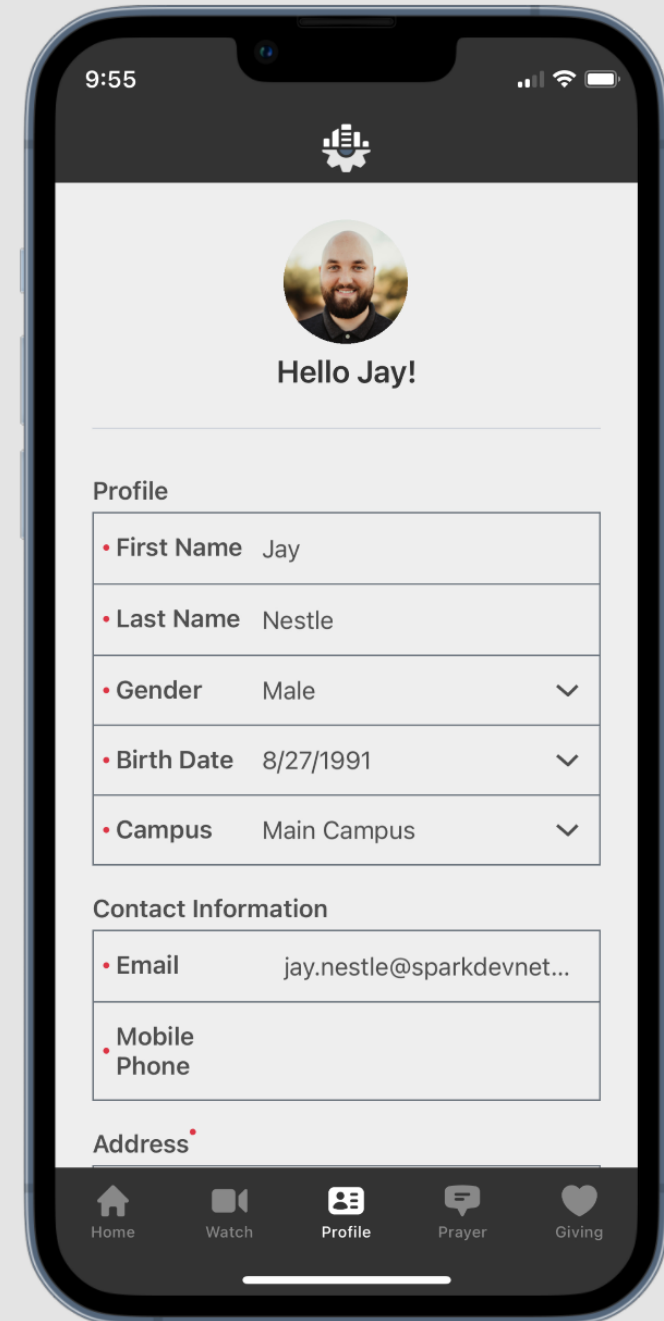 9:55
Hello Jay!
Profile
First Name Jay
Last Name Nestle
Gender Male
Birth Date 8/27/1991
Campus Main Campus
Contact Information
Email jay.nestle@sparkdevnet...
Mobile
Phone
Address
Home Watch Profile Prayer Giving